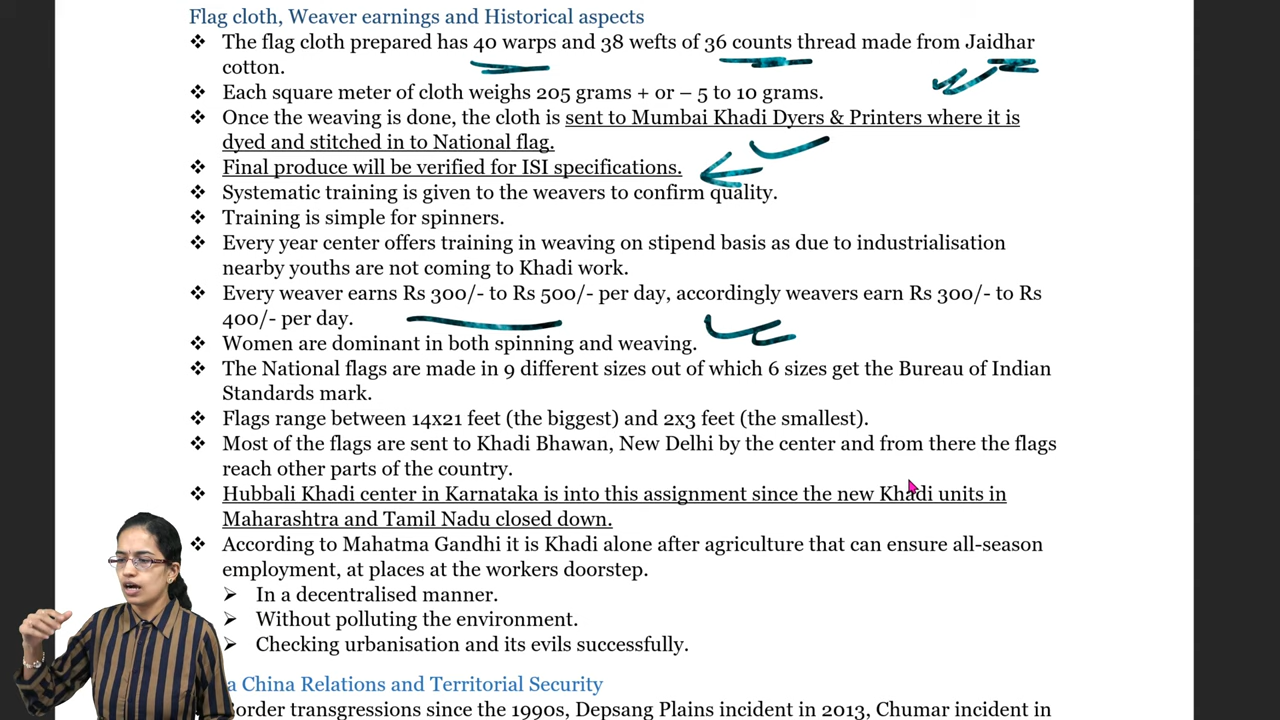 Flag cloth, Weaver earnings and Historical aspects
❖ The flag cloth prepared has 40 warps and 38 wefts of 36 counts thread made from Jaidhar
cotton.
❖ Each square meter of cloth weighs 205 grams + or – 5 to 10 grams.
❖ Once the weaving is done, the cloth is sent to Mumbai Khadi Dyers & Printers where it is
dyed and stitched in to National flag.
❖ Final produce will be verified for ISI specifications.
❖ Systematic training is given to the weavers to confirm quality.
❖ Training is simple for spinners.
❖ Every year center offers training in weaving on stipend basis as due to industrialisation
nearby youths are not coming to Khadi work.
❖ Every weaver earns Rs 300/- to Rs 500/- per day, accordingly weavers earn Rs 300/- to Rs
400/- per day.
❖ Women are dominant in both spinning and weaving.
❖ The National flags are made in 9 different sizes out of which 6 sizes get the Bureau of Indian
Standards mark.
❖ Flags range between 14x21 feet (the biggest) and 2x3 feet (the smallest).
❖ Most of the flags are sent to Khadi Bhawan, New Delhi by the center and from there the flags
reach other parts of the country.
❖ Hubbali Khadi center in Karnataka is into this assignment since the new Khadi units in
Maharashtra and Tamil Nadu closed down.
❖ According to Mahatma Gandhi it is Khadi alone after agriculture that can ensure all-season
employment, at places at the workers doorstep.
➢ In a decentralised manner.
➢ Without polluting the environment.
➢ Checking urbanisation and its evils successfully.
a China Relations and Territorial Security
Border transgressions since the 1990s, Depsang Plains incident in 2013, Chumar incident in